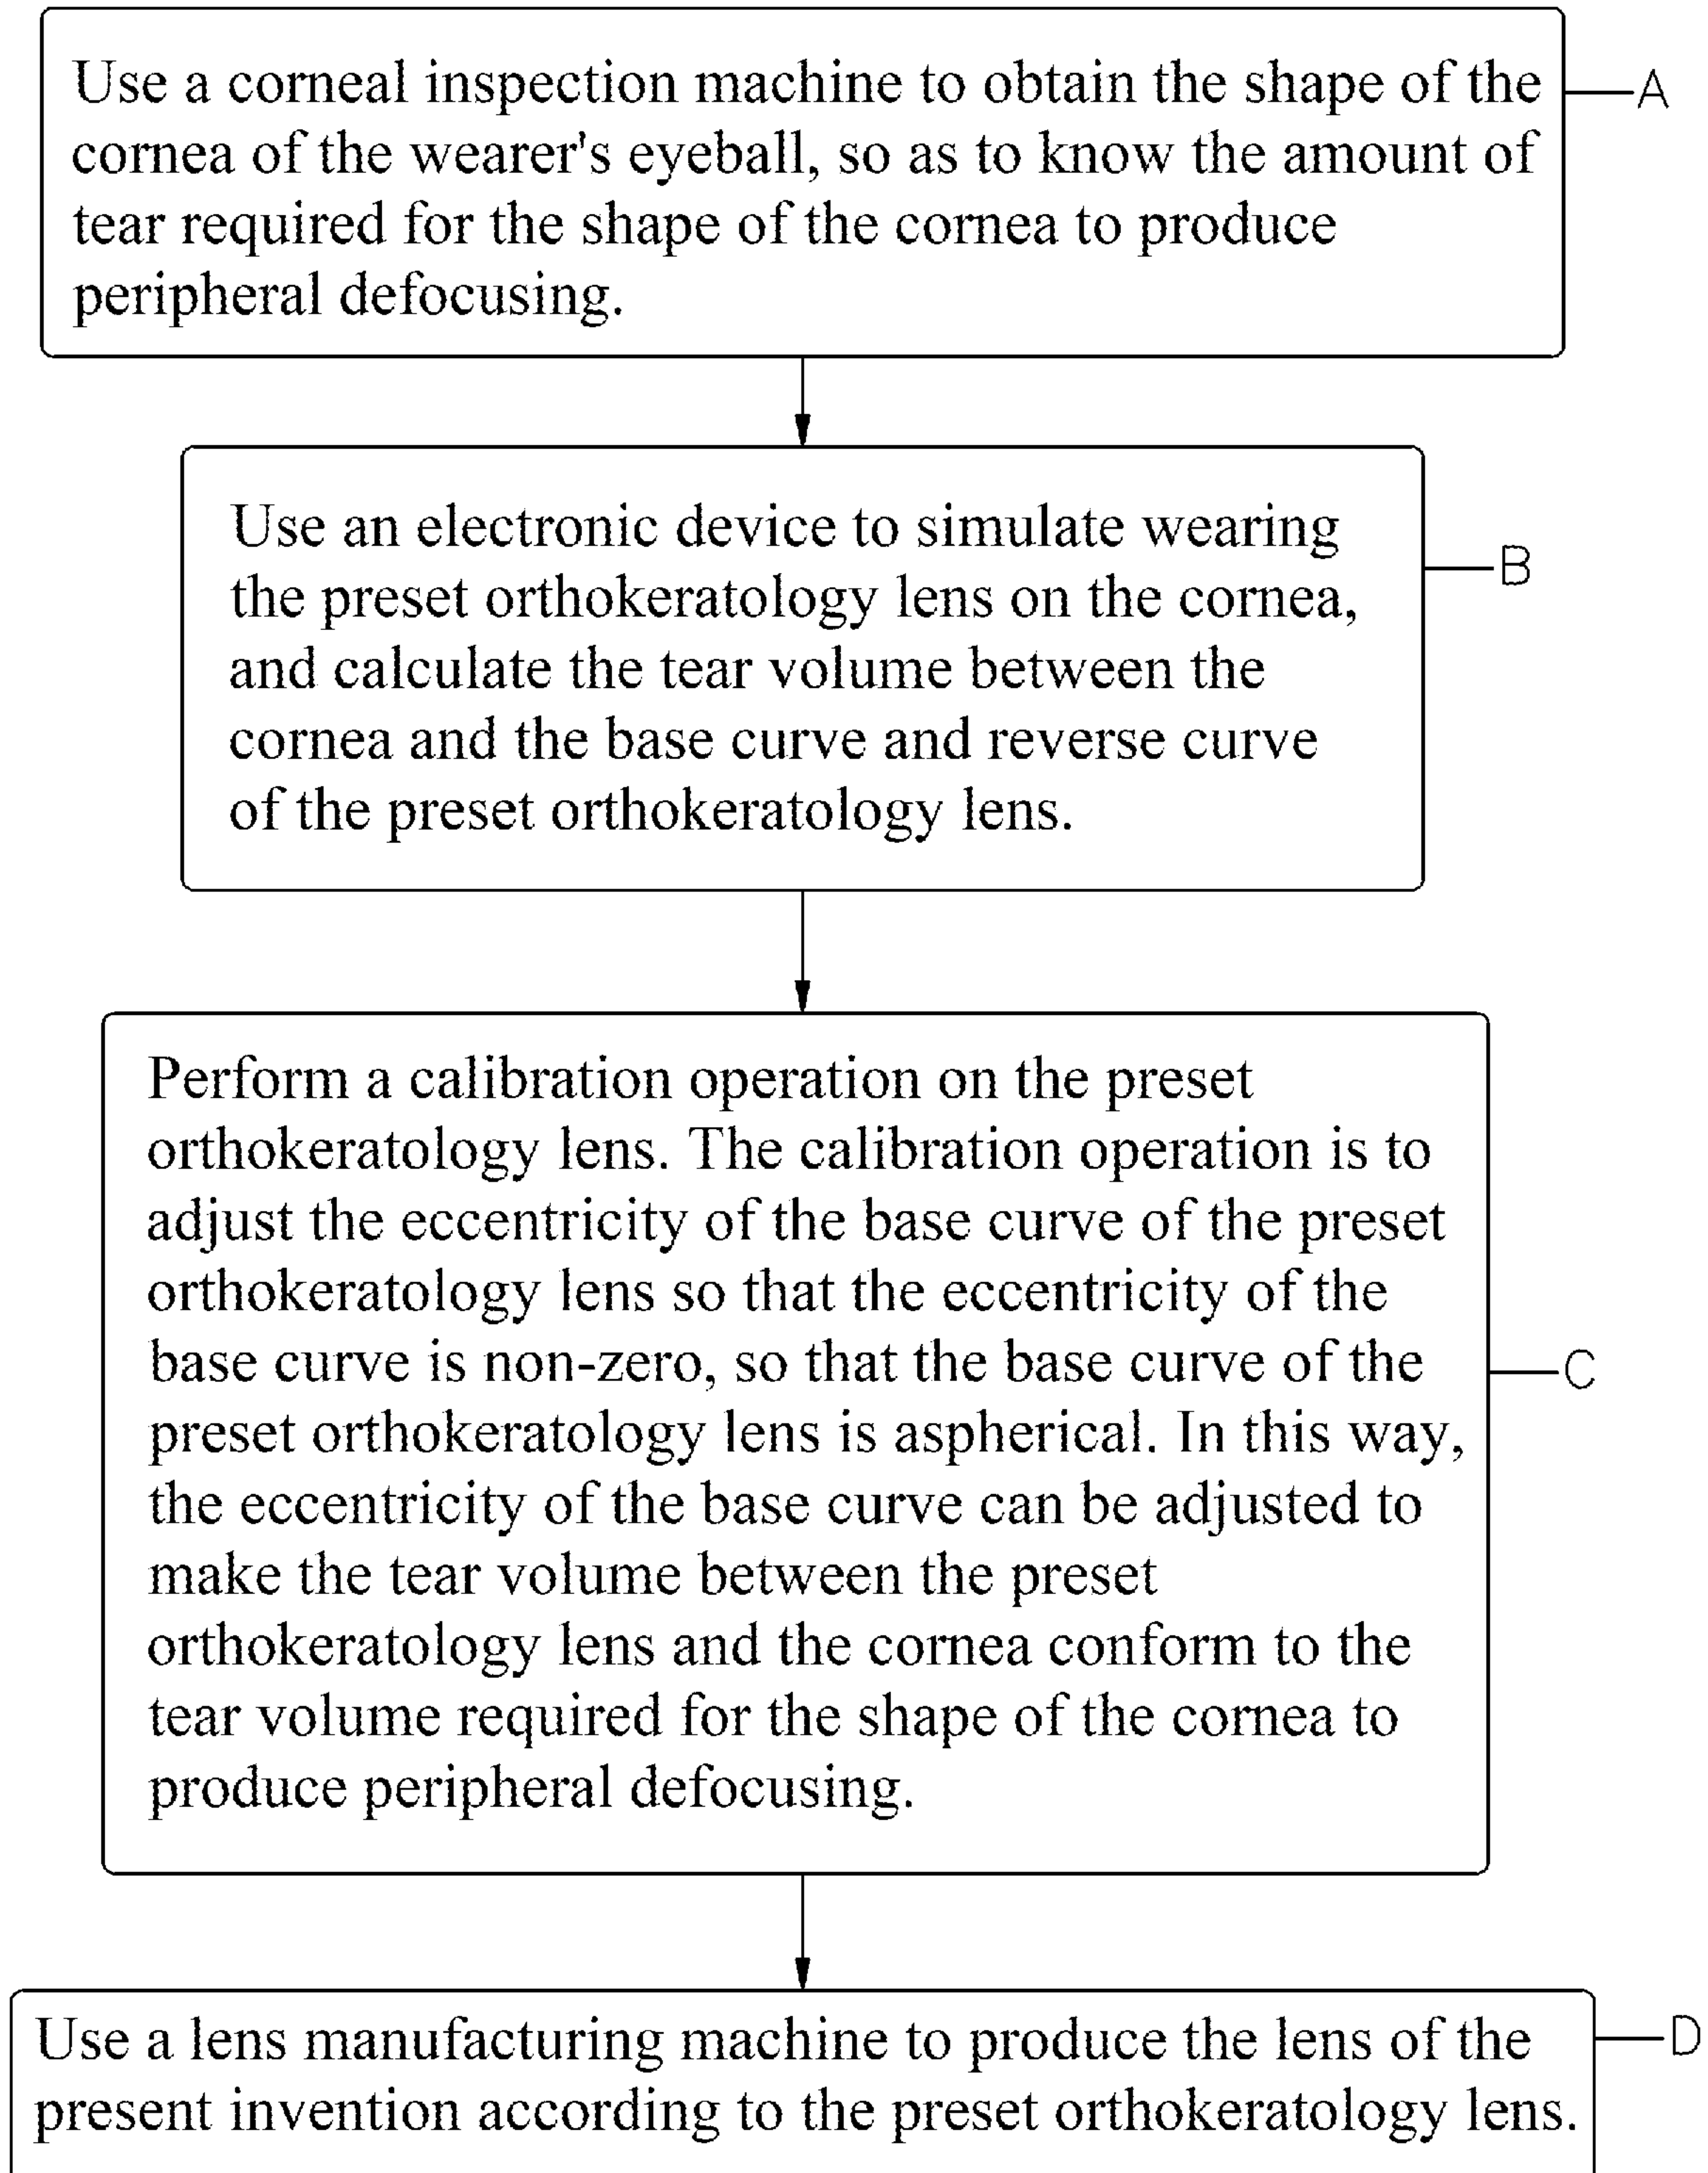 Use a corneal inspection machine to obtain the shape of the
A
cornea of the wearer's eyeball, so as to know the amount of
tear required for the shape of the cornea to produce
peripheral defocusing.
Use an electronic device to simulate wearing
B
the preset orthokeratology lens on the cornea,
and calculate the tear volume between the
cornea and the base curve and reverse curve
of the preset orthokeratology lens.
Perform a calibration operation on the preset
orthokeratology lens. The calibration operation is to
adjust the eccentricity of the base curve of the preset
orthokeratology lens so that the eccentricity of the
base curve is non-zero, so that the base curve of the
C
preset orthokeratology lens is aspherical. In this way,
the eccentricity of the base curve can be adjusted to
make the tear volume between the preset
orthokeratology lens and the cornea conform to the
tear volume required for the shape of the cornea to
produce peripheral defocusing.
Use a lens manufacturing machine to produce the lens of the
D
present invention according to the preset orthokeratology lens.